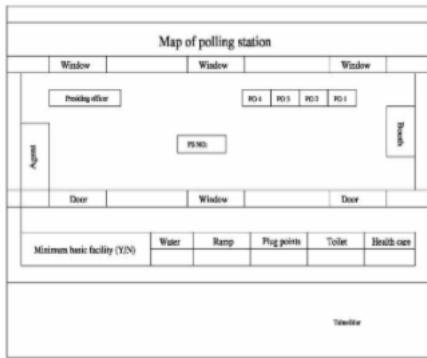 Map of polling station
Window Window Window
Presiding officer PO 4 PO 3 PO 2 PO 1
Agent Booth
PS NO:
Door Window Door
Minimum basic facility (Y/N) Water Ramp Plug points Toilet Health care